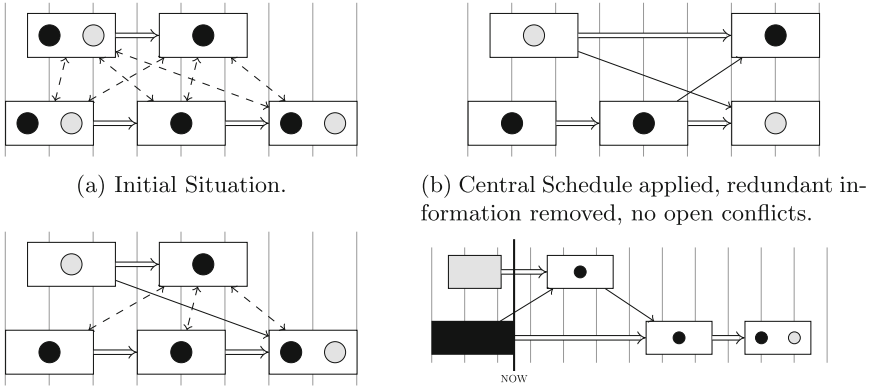 (a) Initial Situation.
(b) Central Schedule applied, redundant in-
formation removed, no open conflicts.
NOW